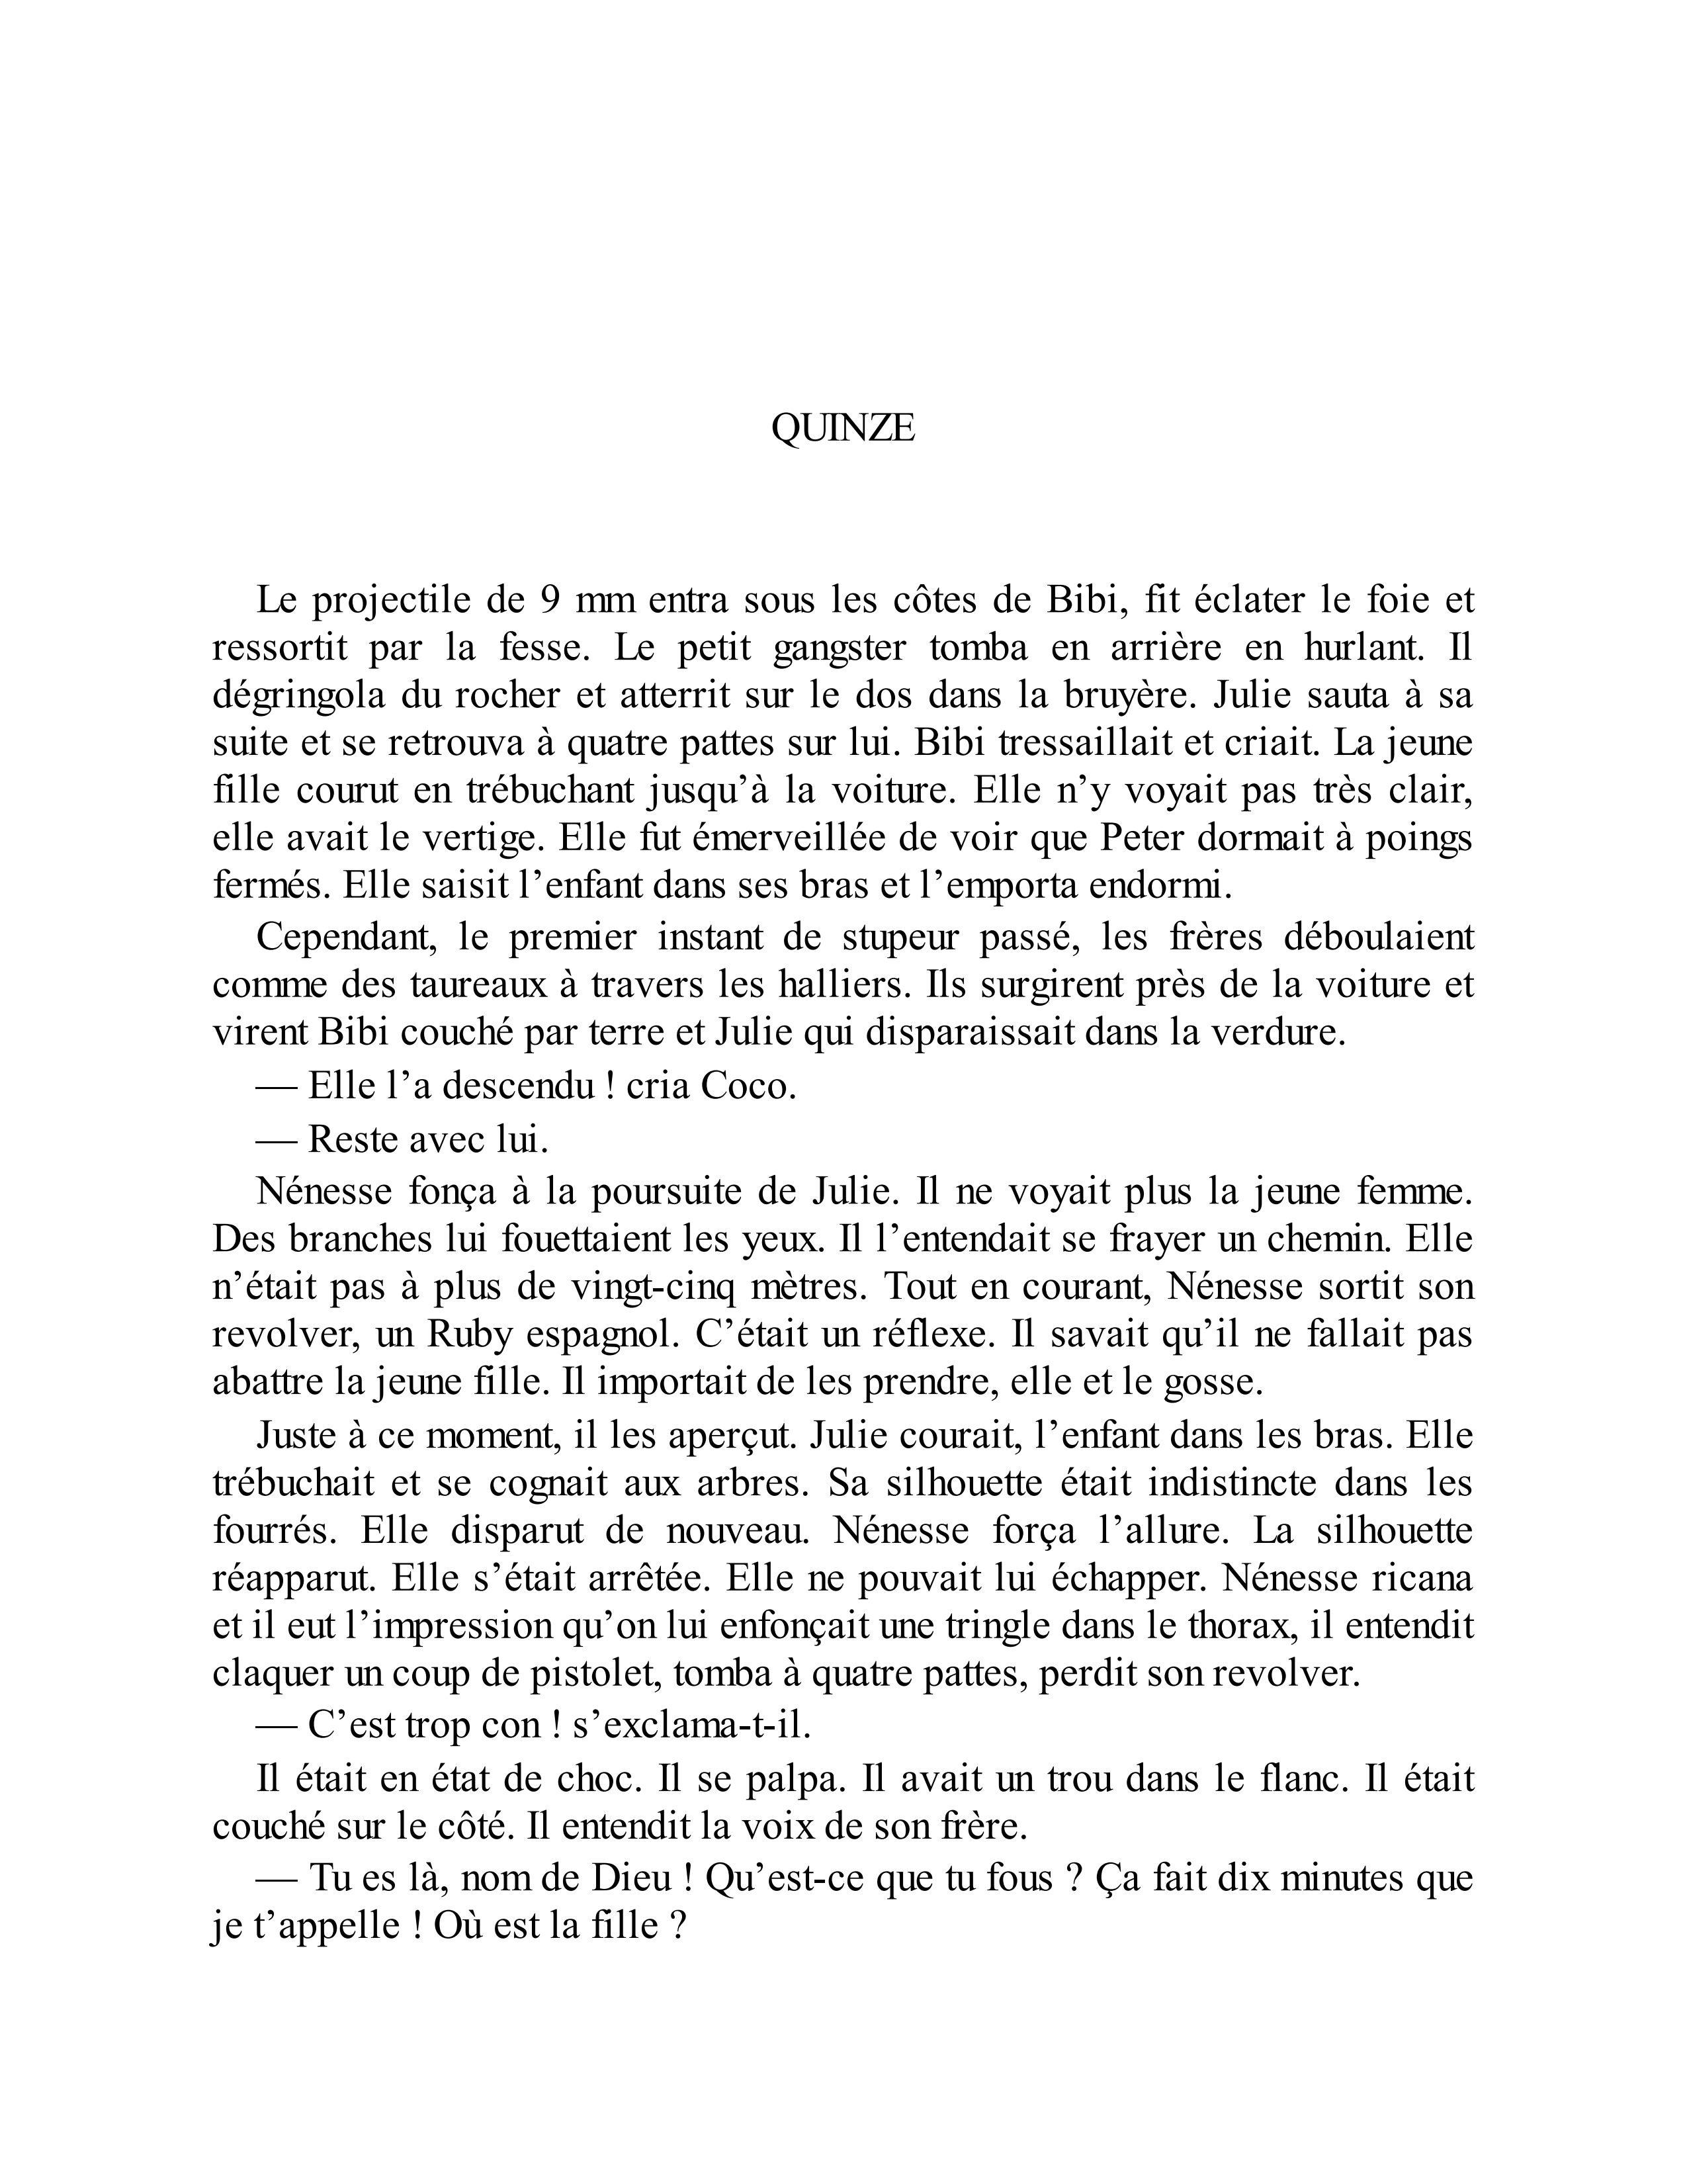 QUINZE
Le projectile de 9 mm entra sous les côtes de Bibi, fit éclater le foie et
ressortit par la fesse. Le petit gangster tomba en arrière en hurlant. Il
dégringola du rocher et atterrit sur le dos dans la bruyère. Julie sauta à sa
suite et se retrouva à quatre pattes sur lui. Bibi tressaillait et criait. La jeune
fille courut en trébuchant jusqu’à la voiture. Elle n’y voyait pas très clair,
elle avait le vertige. Elle fut émerveillée de voir que Peter dormait à poings
fermés. Elle saisit l’enfant dans ses bras et l’emporta endormi.
Cependant, le premier instant de stupeur passé, les frères déboulaient
comme des taureaux à travers les halliers. Ils surgirent près de la voiture et
virent Bibi couché par terre et Julie qui disparaissait dans la verdure.
— Elle l’a descendu ! cria Coco.
— Reste avec lui.
Nénesse fonça à la poursuite de Julie. Il ne voyait plus la jeune femme.
Des branches lui fouettaient les yeux. Il l’entendait se frayer un chemin. Elle
n’était pas à plus de vingt-cinq mètres. Tout en courant, Nénesse sortit son
revolver, un Ruby espagnol. C’était un réflexe. Il savait qu’il ne fallait pas
abattre la jeune fille. Il importait de les prendre, elle et le gosse.
Juste à ce moment, il les aperçut. Julie courait, l’enfant dans les bras. Elle
trébuchait et se cognait aux arbres. Sa silhouette était indistincte dans les
fourrés. Elle disparut de nouveau. Nénesse força l’allure. La silhouette
réapparut. Elle s’était arrêtée. Elle ne pouvait lui échapper. Nénesse ricana
et il eut l’impression qu’on lui enfonçait une tringle dans le thorax, il entendit
claquer un coup de pistolet, tomba à quatre pattes, perdit son revolver.
— C’est trop con ! s’exclama-t-il.
Il était en état de choc. Il se palpa. Il avait un trou dans le flanc. Il était
couché sur le côté. Il entendit la voix de son frère.
— Tu es là, nom de Dieu ! Qu’est-ce que tu fous ? Ça fait dix minutes que
je t’appelle ! Où est la fille ?